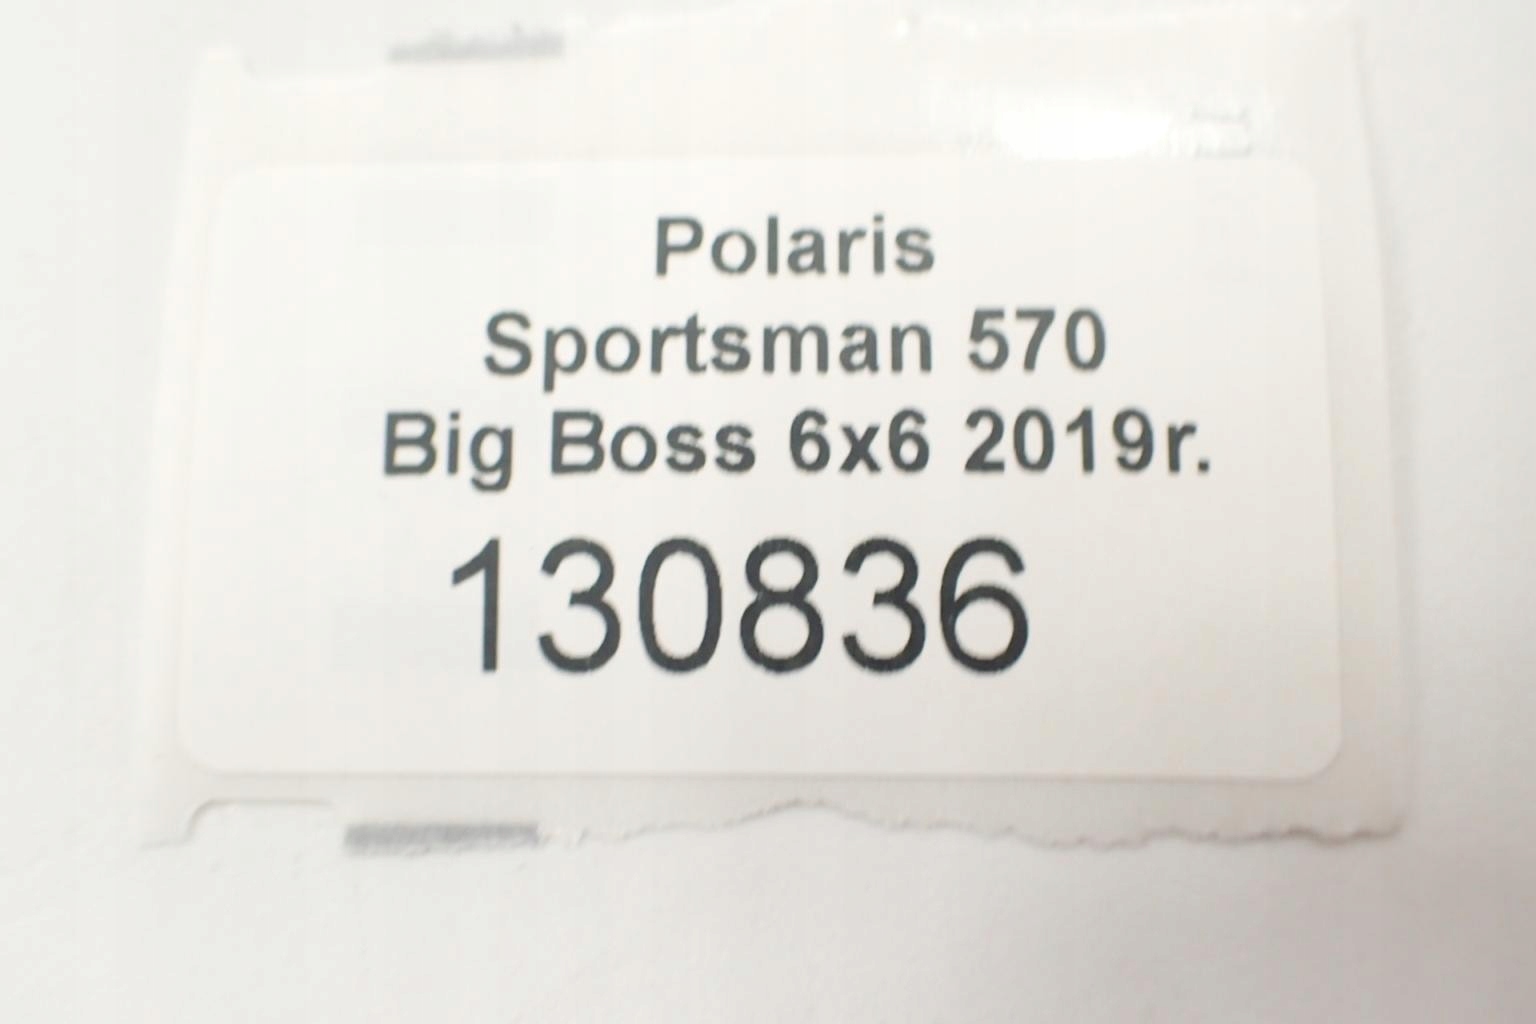 Polaris
Sportsman 570
Big Boss 6x6 2019r.
130836